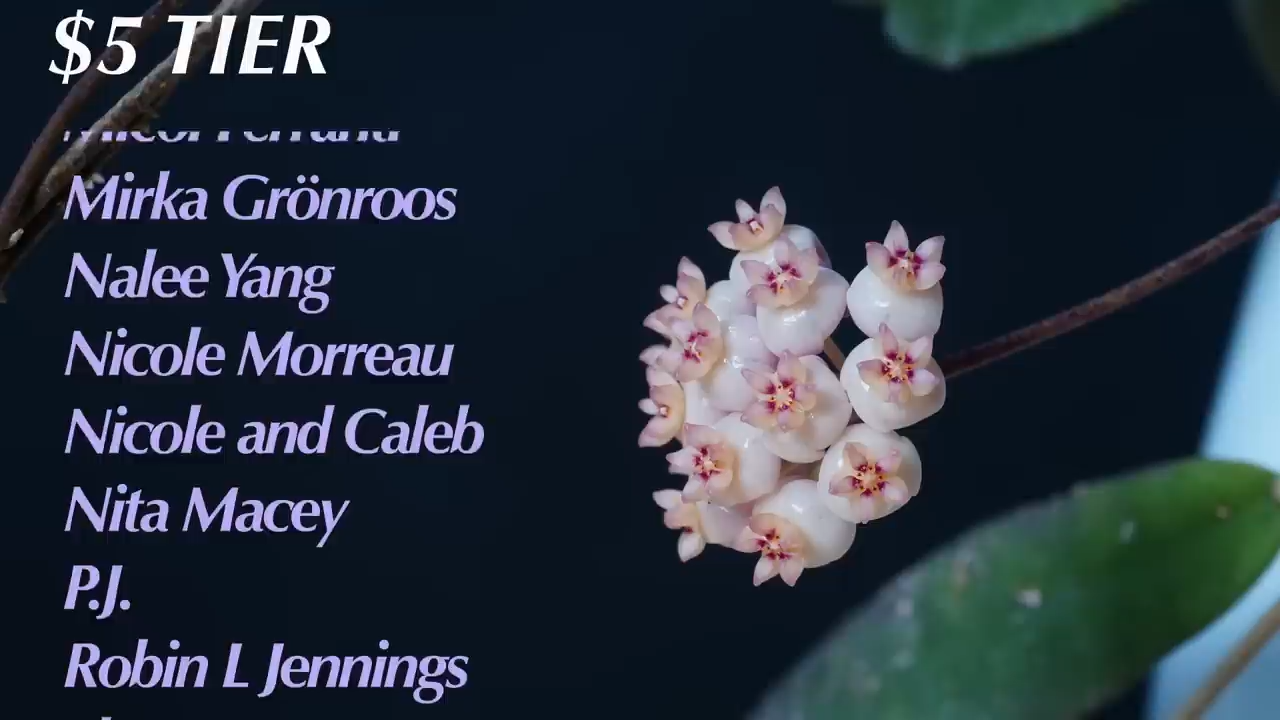 $5 TIER
Mirka Grönroos
Nalee Yang
Nicole Morreau
Nicole and Caleb
Nita Macey
P.J.
Robin L Jennings